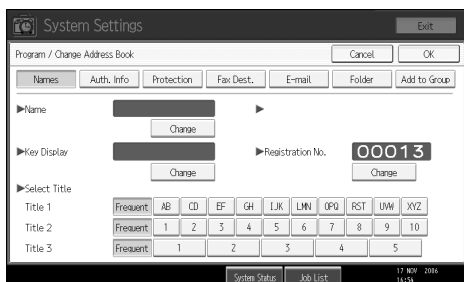 System Settings Exit
Program / Change Address Book Cancel OK
Names Auth. Info Protection Fax Dest. E-mail Folder Add to Group
▶Name ▶
Change
▶Key Display ▶Registration No. 00013
Change Change
▶Select Title
Title 1 Frequent AB CD EF GH IJK LMN OPQ RST UVW XYZ
Title 2 Frequent 1 2 3 4 5 6 7 8 9 10
Title 3 Frequent 1 2 3 4 5
System Status Job List 17 NOV 2006
16:54